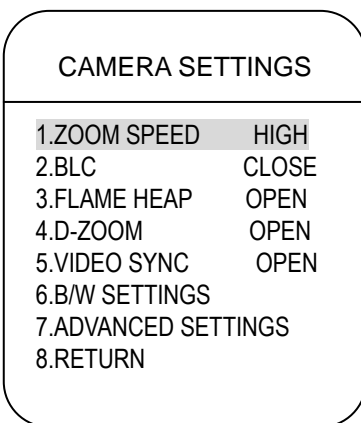 CAMERA SETTINGS
1.ZOOM SPEED HIGH
2.BLC CLOSE
3.FLAME HEAP OPEN
4.D-ZOOM OPEN
5.VIDEO SYNC OPEN
6.B/W SETTINGS
7.ADVANCED SETTINGS
8.RETURN